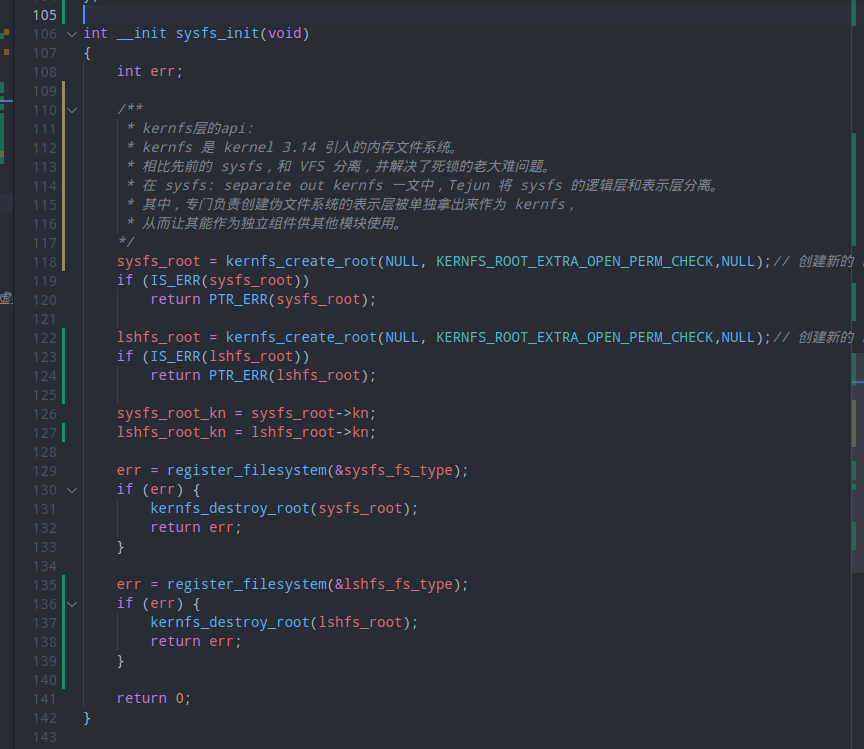 105
106 int __init sysfs_init(void)
107 {
108 int err;
109
110 /**
111 * kernfs层的api:
112 * kernfs 是 kernel 3.14 引入的内存文件系统。
113 * 相比先前的 sysfs，和 VFS 分离，并解决了死锁的老大难问题。
114 * 在 sysfs: separate out kernfs 一文中，Tejun 将 sysfs 的逻辑层和表示层分离。
115 * 其中，专门负责创建伪文件系统的表示层被单独拿出来作为 kernfs，
116 * 从而让其能作为独立组件供其他模块使用。
117 */
118 sysfs_root = kernfs_create_root(NULL, KERNFS_ROOT_EXTRA_OPEN_PERM_CHECK,NULL);// 创建新的
119 if (IS_ERR(sysfs_root))
120 return PTR_ERR(sysfs_root);
121
122 lshfs_root = kernfs_create_root(NULL, KERNFS_ROOT_EXTRA_OPEN_PERM_CHECK,NULL);// 创建新的
123 if (IS_ERR(lshfs_root))
124 return PTR_ERR(lshfs_root);
125
126 sysfs_root_kn = sysfs_root->kn;
127 lshfs_root_kn = lshfs_root->kn;
128
129 err = register_filesystem(&sysfs_fs_type);
130 if (err) {
131 kernfs_destroy_root(sysfs_root);
132 return err;
133 }
134
135 err = register_filesystem(&lshfs_fs_type);
136 if (err) {
137 kernfs_destroy_root(lshfs_root);
138 return err;
139 }
140
141 return 0;
142 }
143